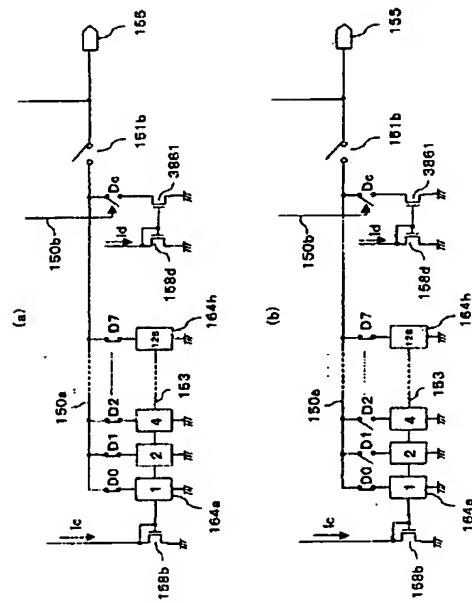 (a)
150a
150b
155
151b
Dc
3861
Id
158d
D0
D1
D2
D7
1
2
4
128
153
164h
164a
Ic
158b
(b)
150a
150b
155
151b
Dc
3861
Id
158d
D0
D1
D2
D7
1
2
4
128
153
164h
164a
Ic
158b